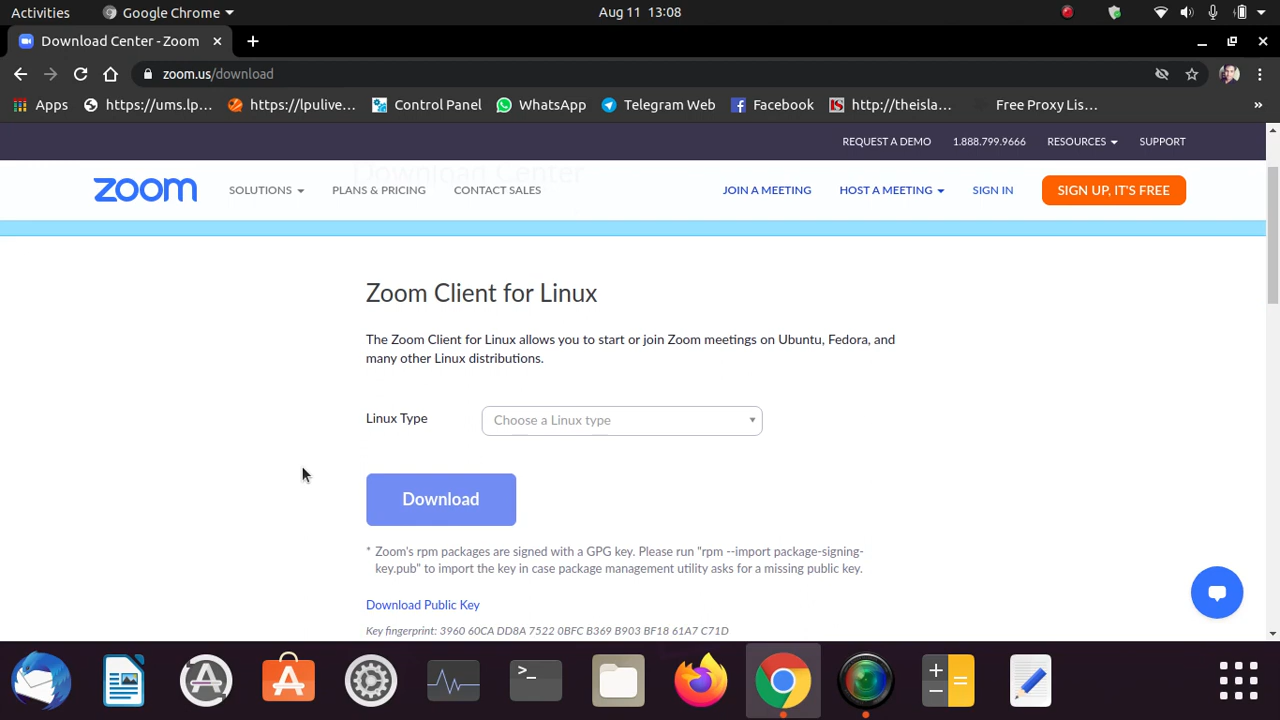 Activities
Google Chrome
Aug 11 13:08
Download Center - Zoom
zoom.us/download
Apps
https://ums.lp...
https://lpulive...
Control Panel
WhatsApp
Telegram Web
Facebook
http://theisla...
Free Proxy Lis...
»
REQUEST A DEMO
1.888.799.9666
RESOURCES
SUPPORT
Download Center
zoom
SOLUTIONS
PLANS & PRICING
CONTACT SALES
JOIN A MEETING
HOST A MEETING
SIGN IN
SIGN UP, IT'S FREE
Zoom Client for Linux
The Zoom Client for Linux allows you to start or join Zoom meetings on Ubuntu, Fedora, and
many other Linux distributions.
Linux Type
Choose a Linux type
Download
* Zoom's rpm packages are signed with a GPG key. Please run "rpm --import package-signing-
key.pub" to import the key in case package management utility asks for a missing public key.
Download Public Key
Key fingerprint: 3960 60CA DD8A 7522 0BFC B369 B903 BF18 61A7 C71D